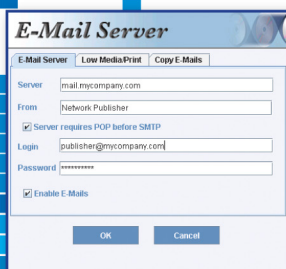 E-Mail Server
E-Mail Server Low Media/Print Copy E-Mails
Server mail.mycompany.com
From Network Publisher
Server requires POP before SMTP
Login publisher@mycompany.com
Password **********
Enable E-Mails
OK Cancel